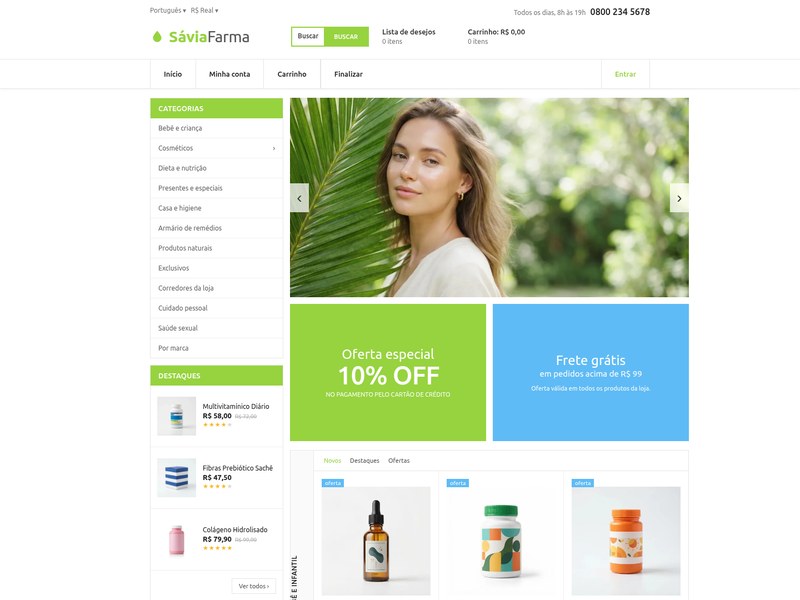 Português ▾ R$ Real ▾
Todos os dias, 8h às 19h 0800 234 5678
SáviaFarma
Buscar BUSCAR
Lista de desejos
0 itens
Carrinho: R$ 0,00
0 itens
Início Minha conta Carrinho Finalizar Entrar
CATEGORIAS
Bebê e criança
Cosméticos ›
Dieta e nutrição
Presentes e especiais
Casa e higiene
Armário de remédios
Produtos naturais
Exclusivos
Corredores da loja
Cuidado pessoal
Saúde sexual
Por marca
Oferta especial
10% OFF
NO PAGAMENTO PELO CARTÃO DE CRÉDITO
Frete grátis
em pedidos acima de R$ 99
Oferta válida em todos os produtos da loja.
DESTAQUES
Multivitamínico Diário
R$ 58,00 R$ 72,50
Fibras Prebiótico Sachê
R$ 47,50
Colágeno Hidrolisado
R$ 79,90 R$ 99,90
Ver todos ›
Novos Destaques Ofertas
oferta
oferta
oferta
E INFANTIL